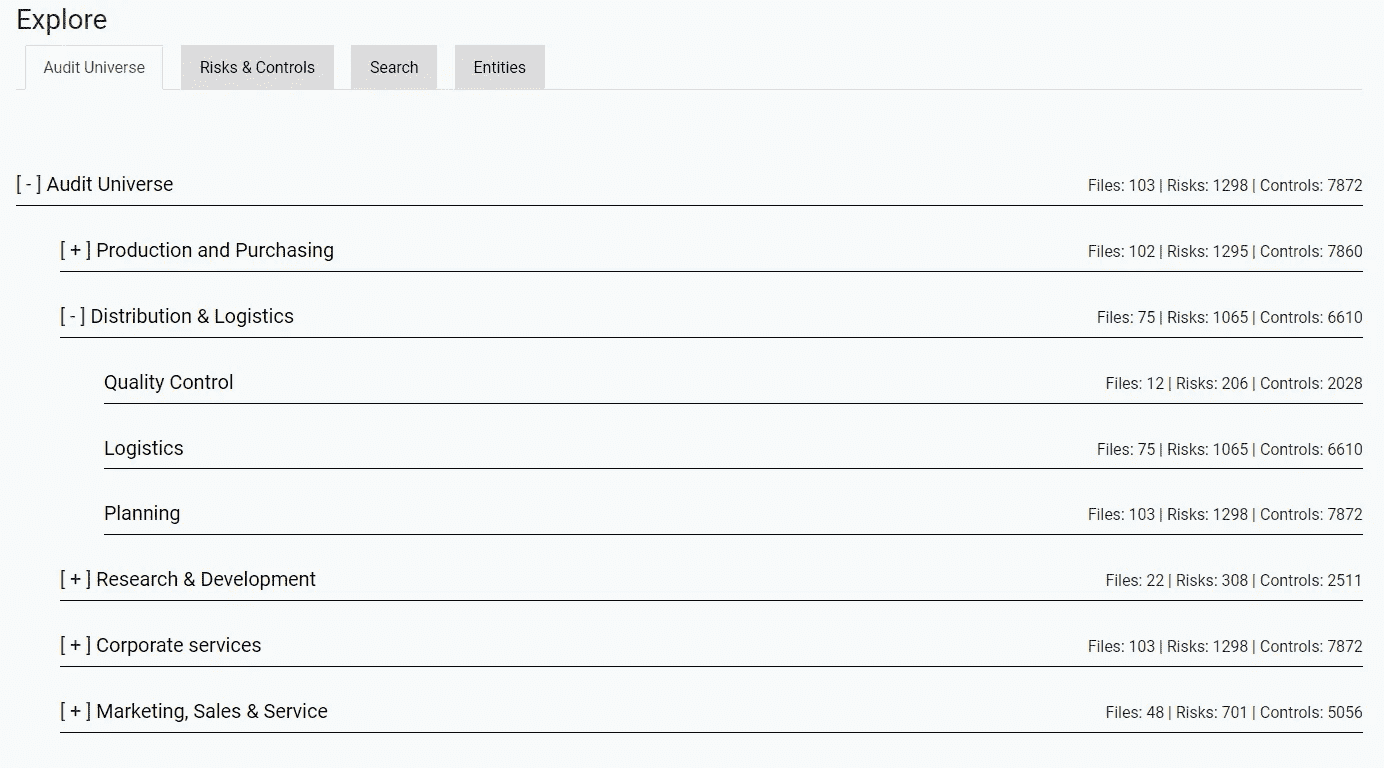 Explore
Audit Universe Risks & Controls Search Entities
[ - ] Audit Universe Files: 103 | Risks: 1298 | Controls: 7872
[ + ] Production and Purchasing Files: 102 | Risks: 1295 | Controls: 7860
[ - ] Distribution & Logistics Files: 75 | Risks: 1065 | Controls: 6610
Quality Control Files: 12 | Risks: 206 | Controls: 2028
Logistics Files: 75 | Risks: 1065 | Controls: 6610
Planning Files: 103 | Risks: 1298 | Controls: 7872
[ + ] Research & Development Files: 22 | Risks: 308 | Controls: 2511
[ + ] Corporate services Files: 103 | Risks: 1298 | Controls: 7872
[ + ] Marketing, Sales & Service Files: 48 | Risks: 701 | Controls: 5056